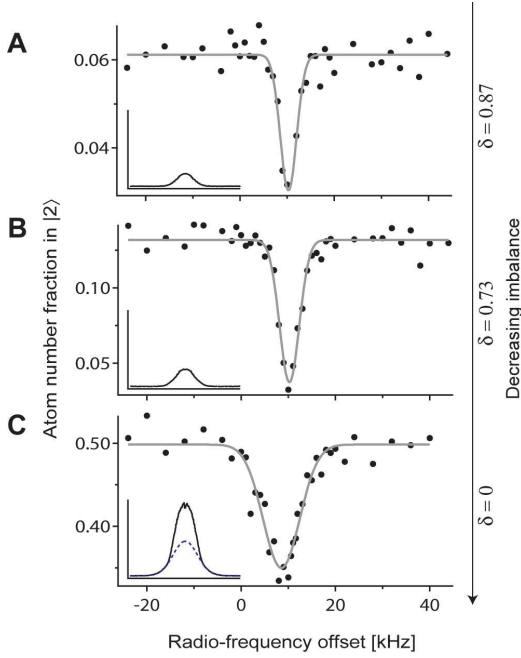 A
0.06
0.04
δ = 0.87
B
0.10
0.05
δ = 0.73
Atom number fraction in |2⟩
Decreasing imbalance
C
0.50
0.40
δ = 0
-20
0
20
40
Radio-frequency offset [kHz]